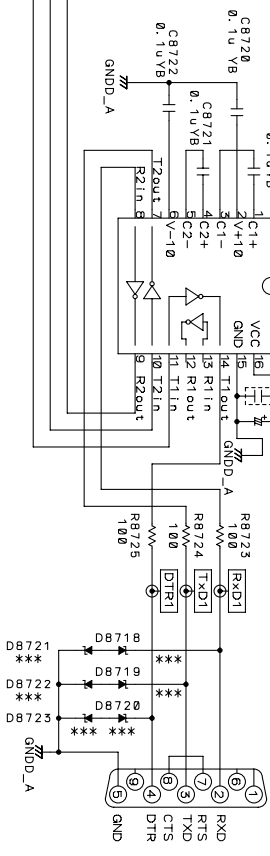 C8720
0.1uYB
C8722
0.1uYB
C8721
0.1uYB
GNDD_A
T2out
R2in
8
7
6
5
4
3
2
1
V-10
C2-
C2+
C1-
V+10
C1+
GND
VCC
9
10
11
12
13
14
15
16
R2out
T2in
T1in
R1out
R1in
T1out
GNDD_A
R8725
100
R8724
100
R8723
100
DTR1
TxD1
RxD1
D8718
D8721
***
***
D8719
D8722
***
***
D8720
D8723
***
***
GNDD_A
5
9
4
8
3
7
2
6
1
GND
DTR
CTS
TXD
RTS
RXD